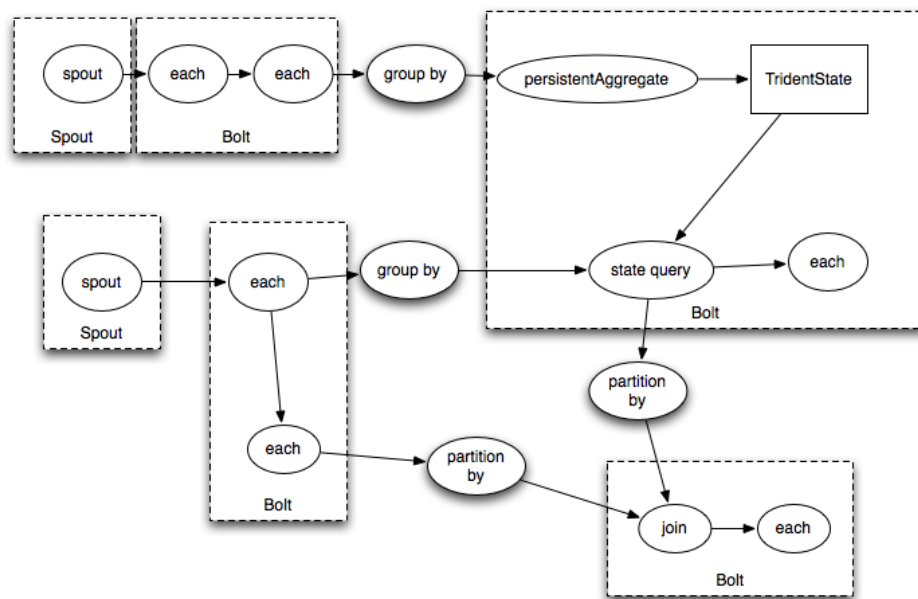 spout
each
each
group by
persistentAggregate
TridentState
Spout
Bolt
spout
each
group by
state query
each
Spout
Bolt
partition
by
each
partition
by
Bolt
join
each
Bolt